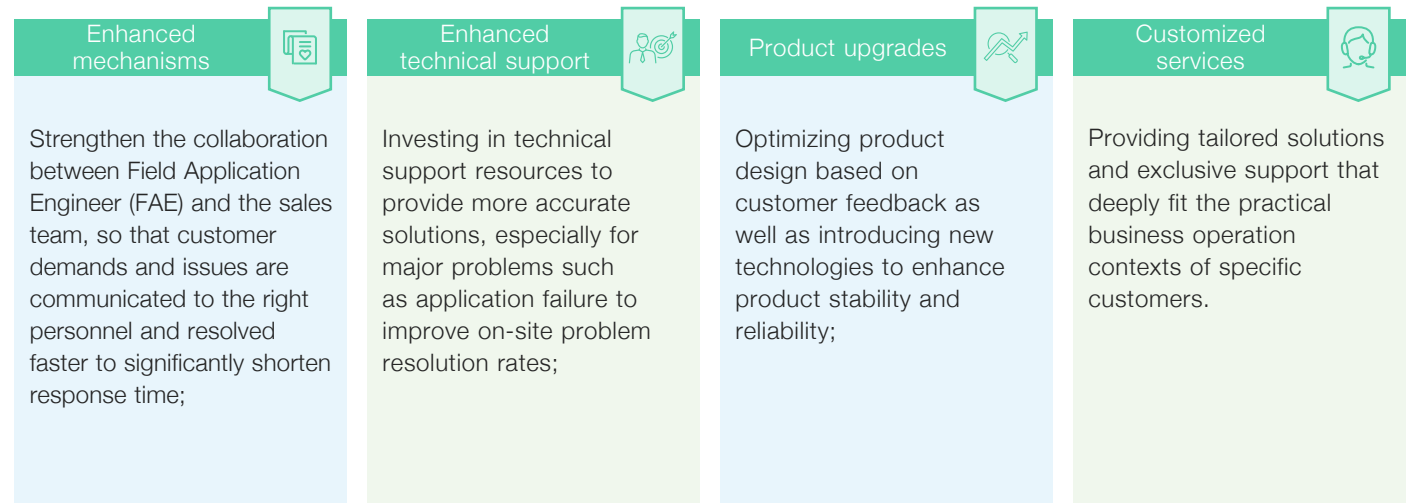 Enhanced
mechanisms
Strengthen the collaboration
between Field Application
Engineer (FAE) and the sales
team, so that customer
demands and issues are
communicated to the right
personnel and resolved
faster to significantly shorten
response time;
Enhanced
technical support
Investing in technical
support resources to
provide more accurate
solutions, especially for
major problems such
as application failure to
improve on-site problem
resolution rates;
Product upgrades
Optimizing product
design based on
customer feedback as
well as introducing new
technologies to enhance
product stability and
reliability;
Customized
services
Providing tailored solutions
and exclusive support that
deeply fit the practical
business operation
contexts of specific
customers.